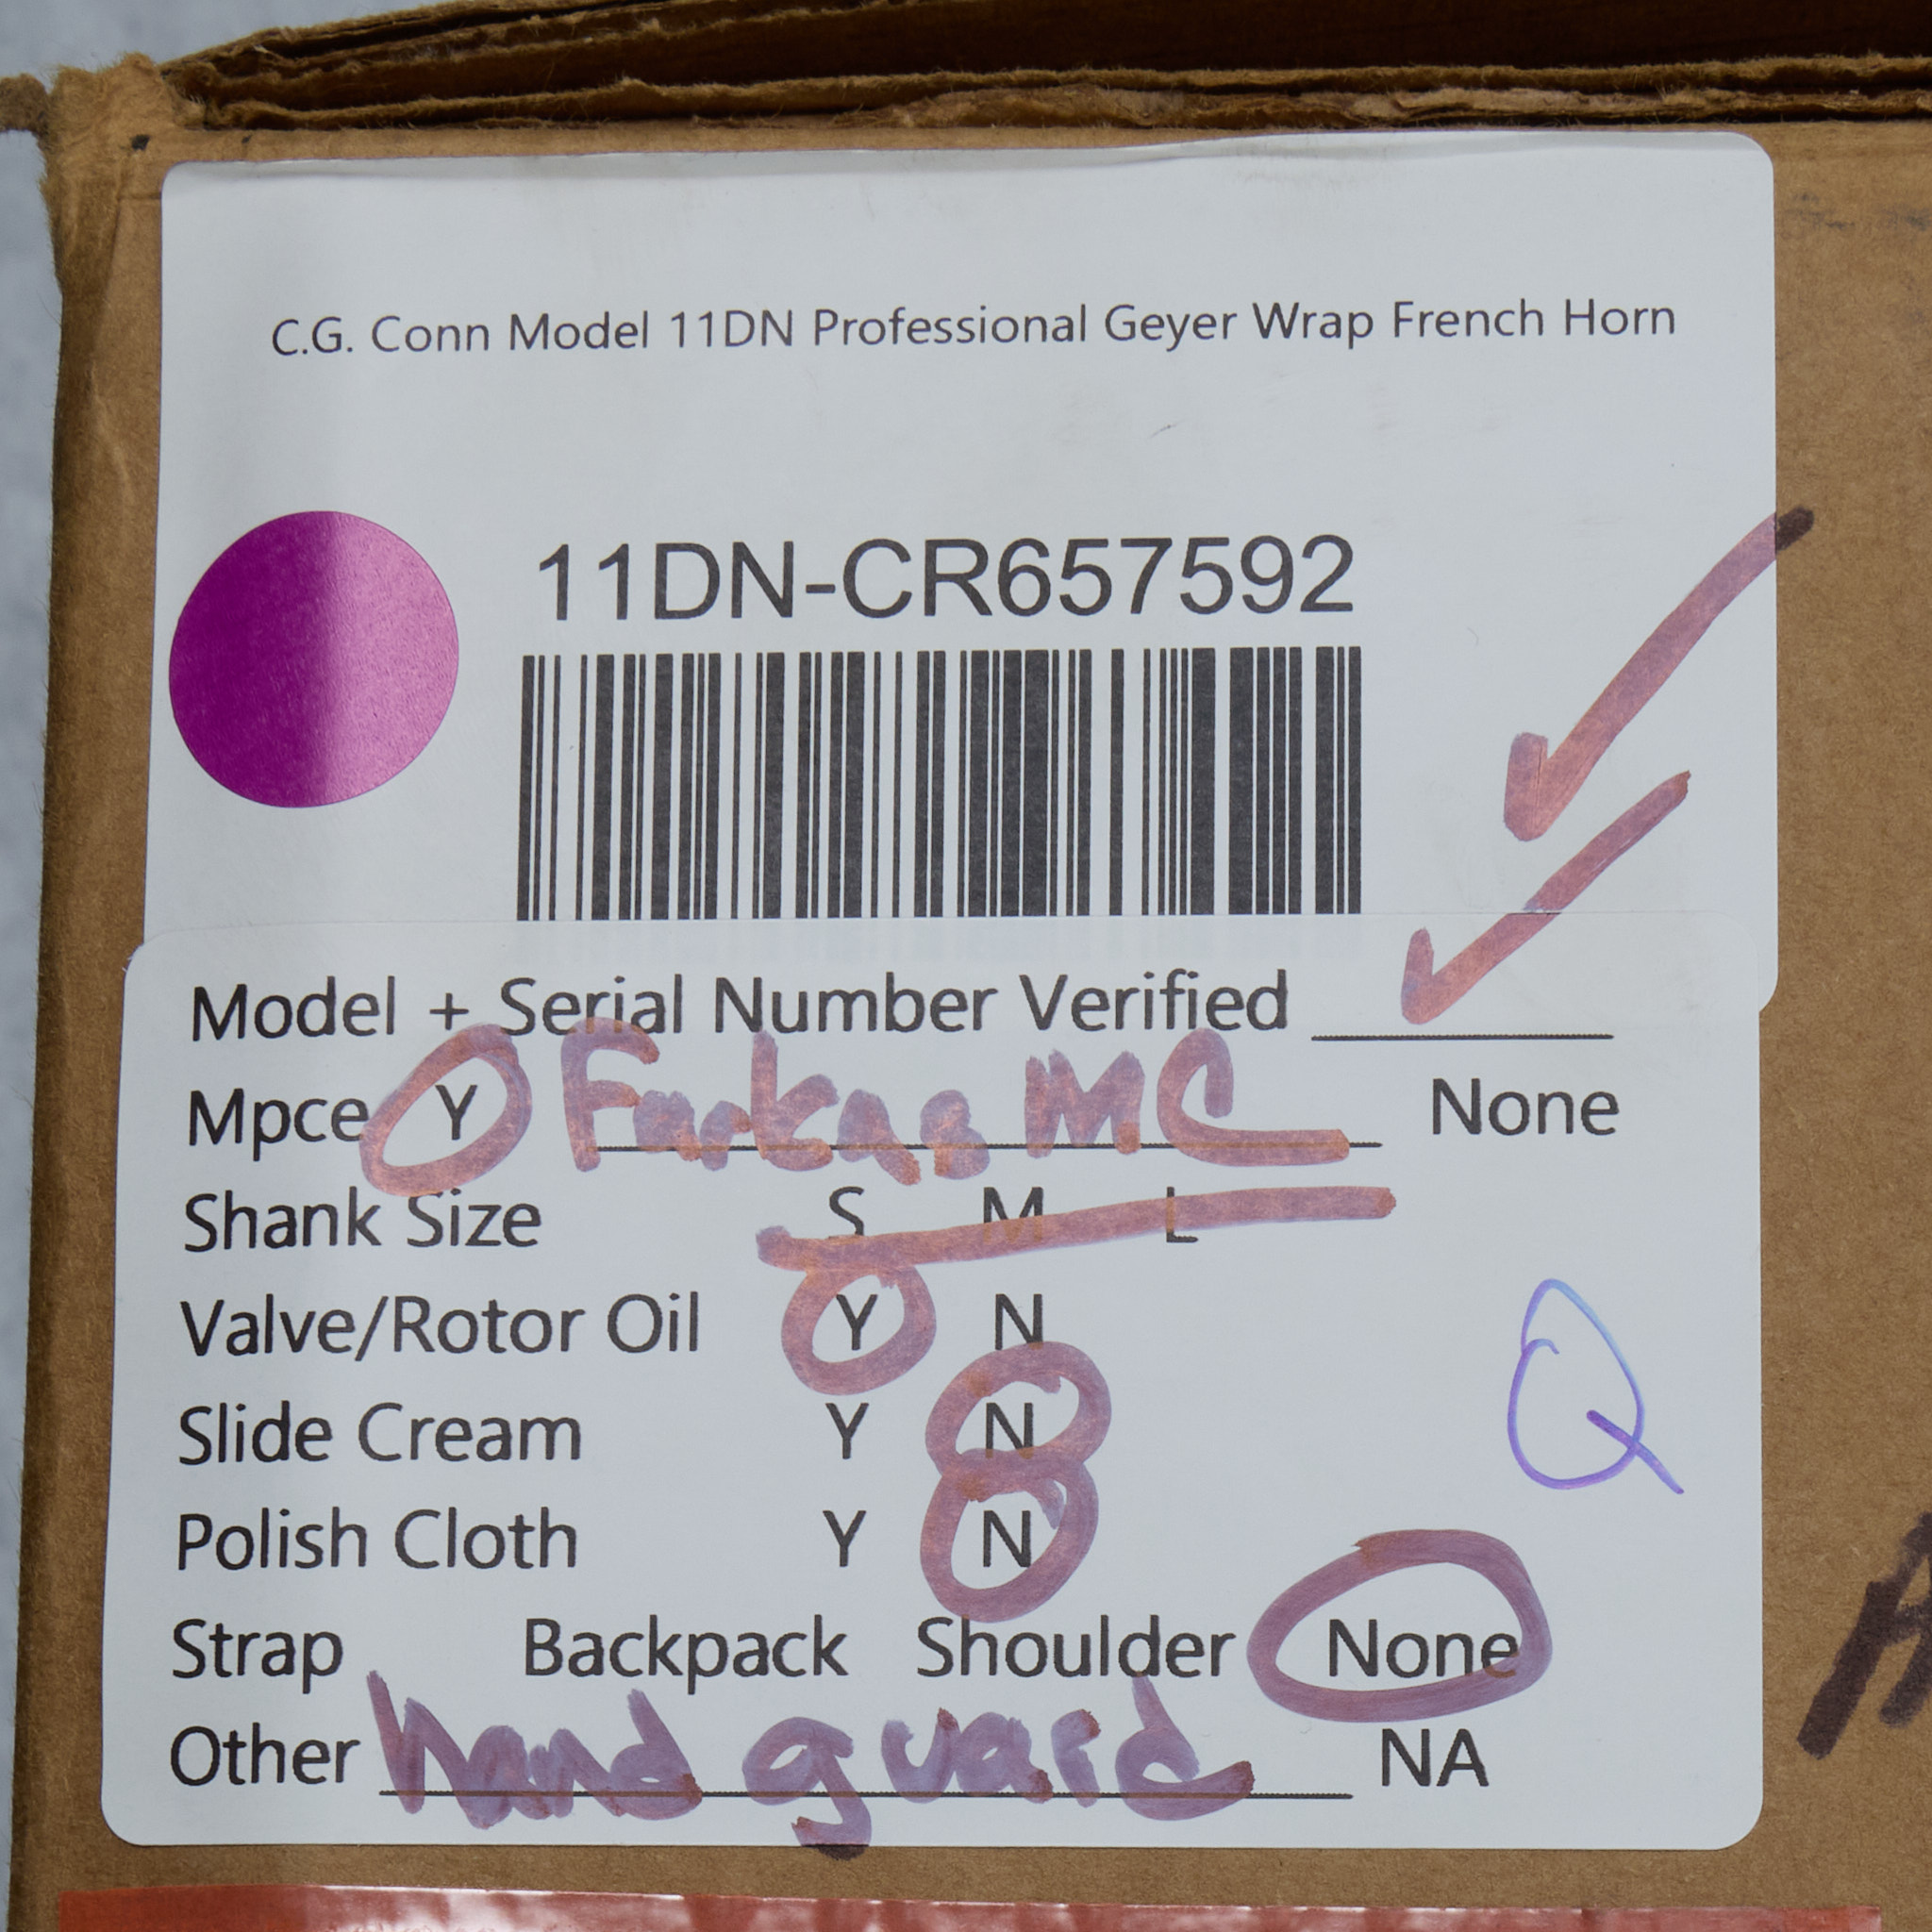 C.G. Conn Model 11DN Professional Geyer Wrap French Horn
11DN-CR657592
Model + Serial Number Verified ✓
Mpce Y Farkas MC None
Shank Size S M L
Valve/Rotor Oil Y N
Slide Cream Y N
Polish Cloth Y N
Strap Backpack Shoulder None
Other hand guard NA
Q